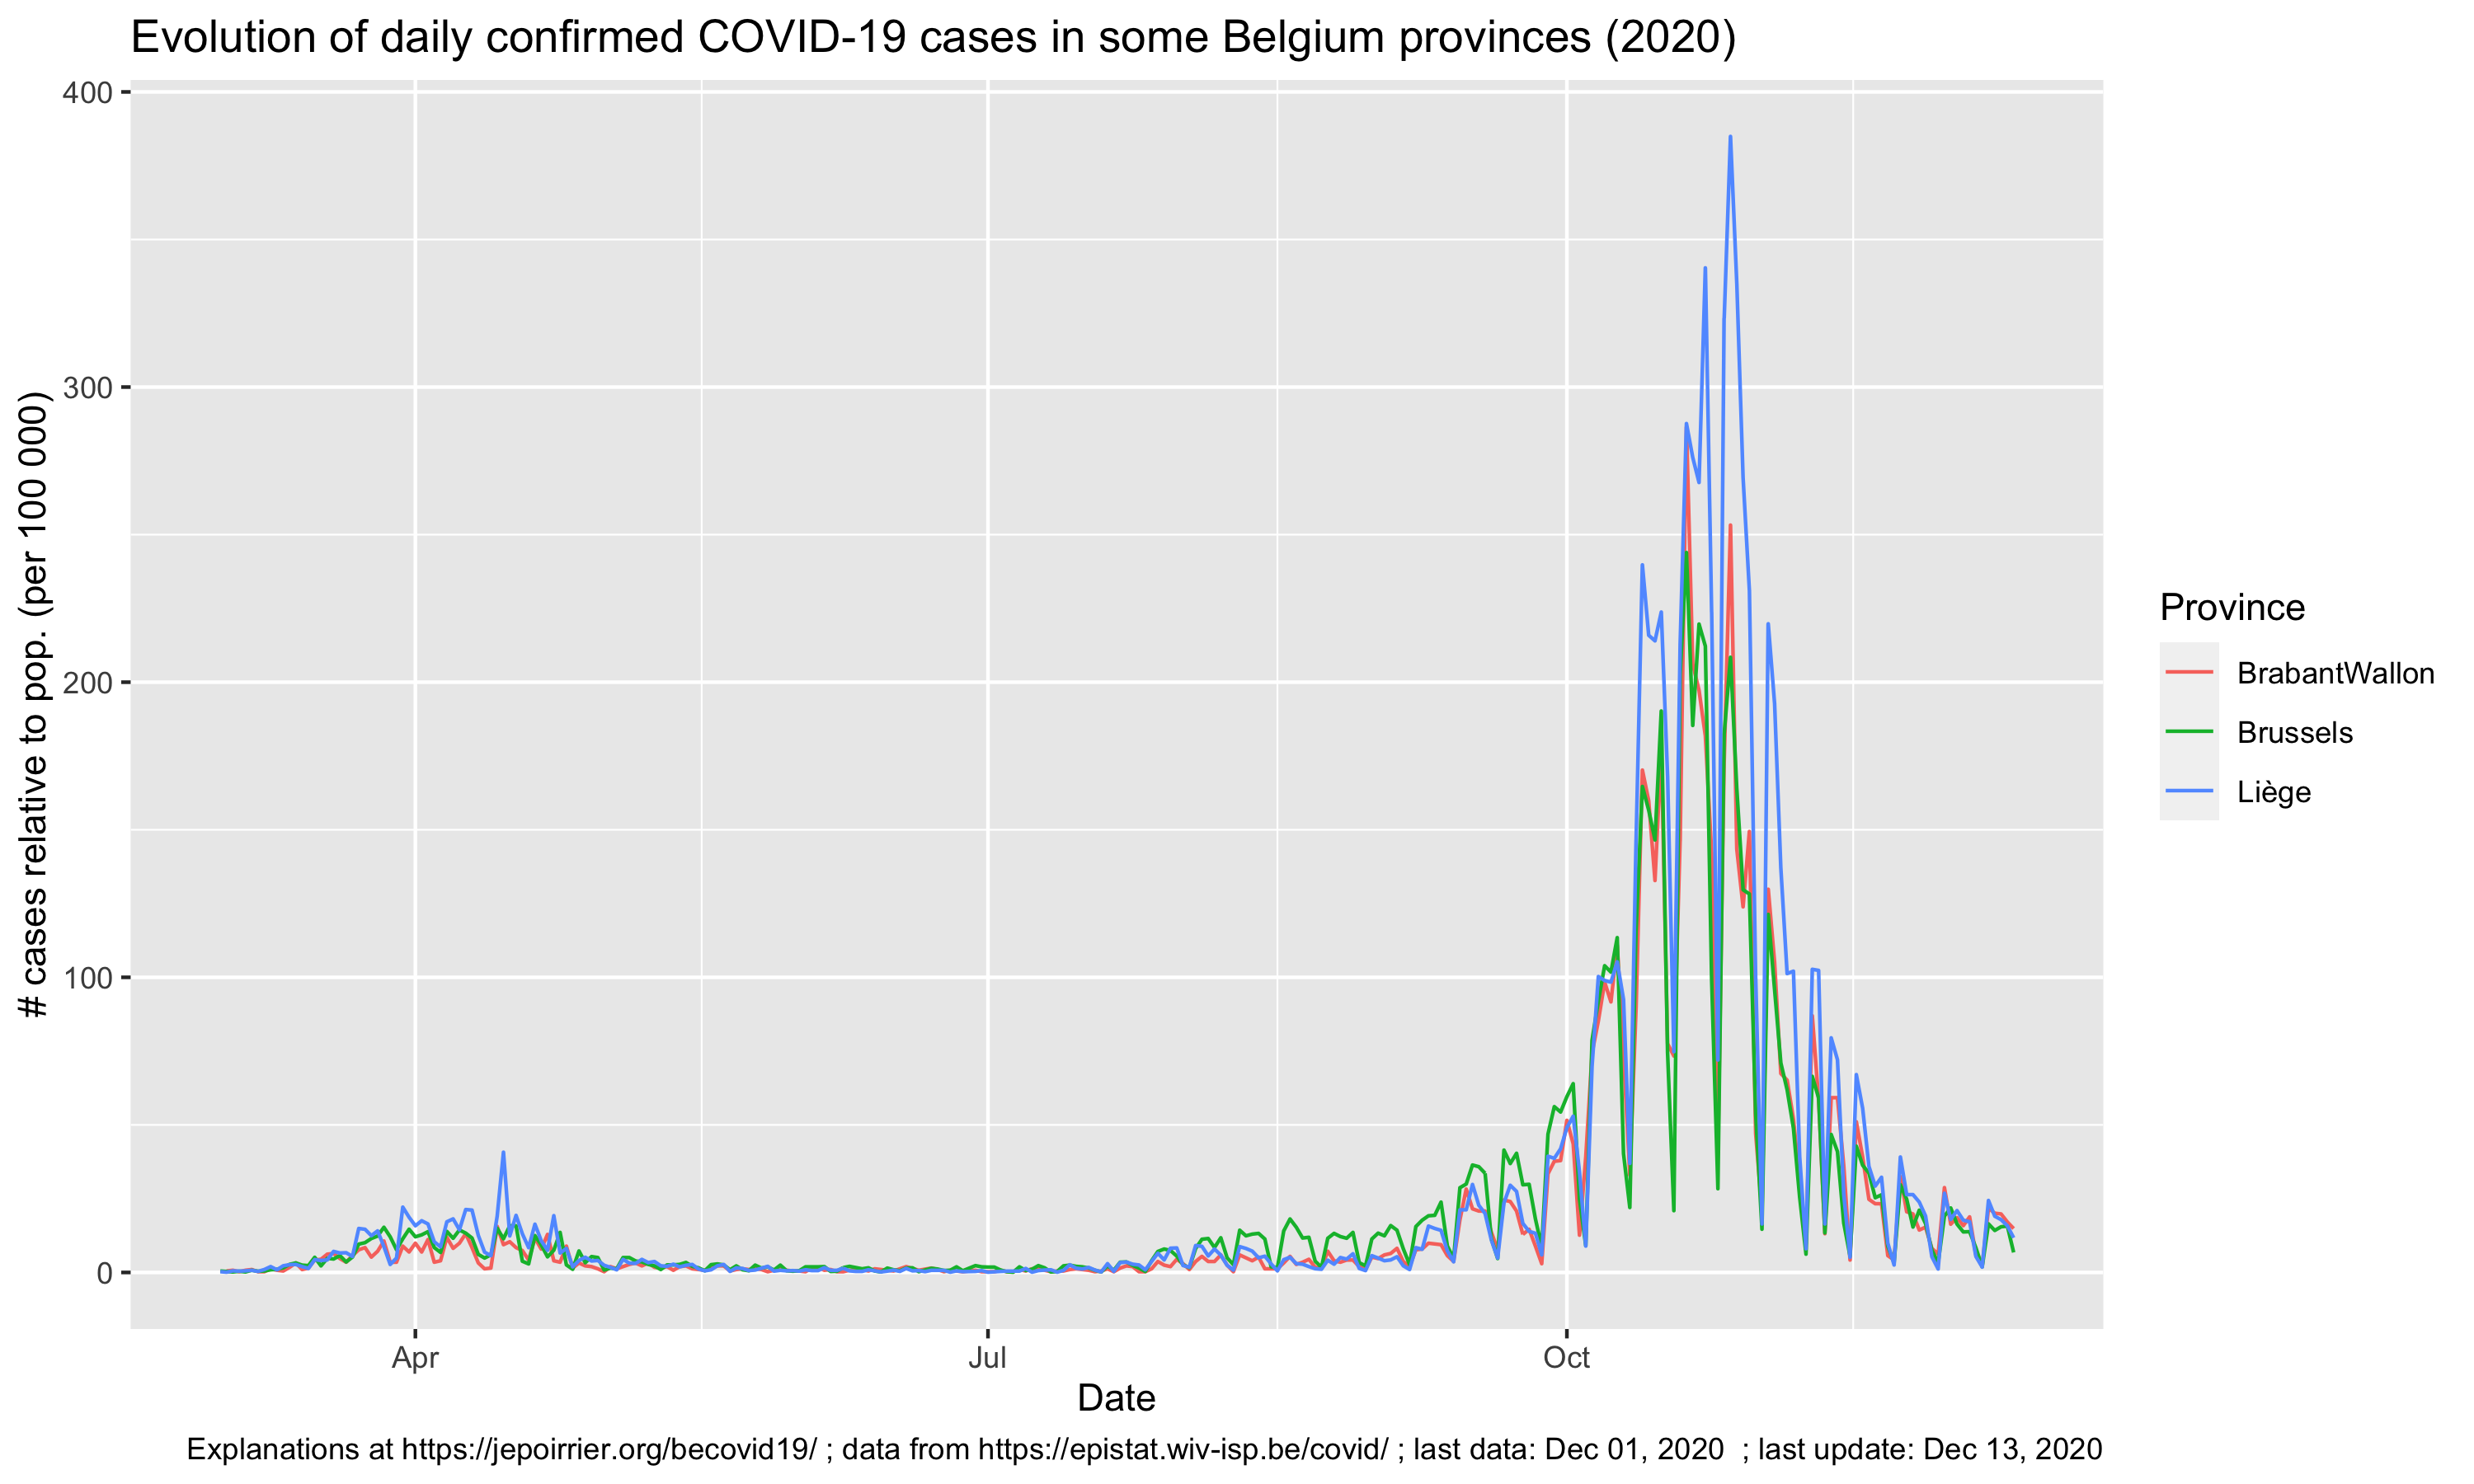 Evolution of daily confirmed COVID-19 cases in some Belgium provinces (2020)
# cases relative to pop. (per 100 000)
400
300
200
100
0
Apr
Jul
Oct
Date
Province
BrabantWallon
Brussels
Liège
Explanations at https://jepoirrier.org/becovid19/ ; data from https://epistat.wiv-isp.be/covid/ ; last data: Dec 01, 2020  ; last update: Dec 13, 2020